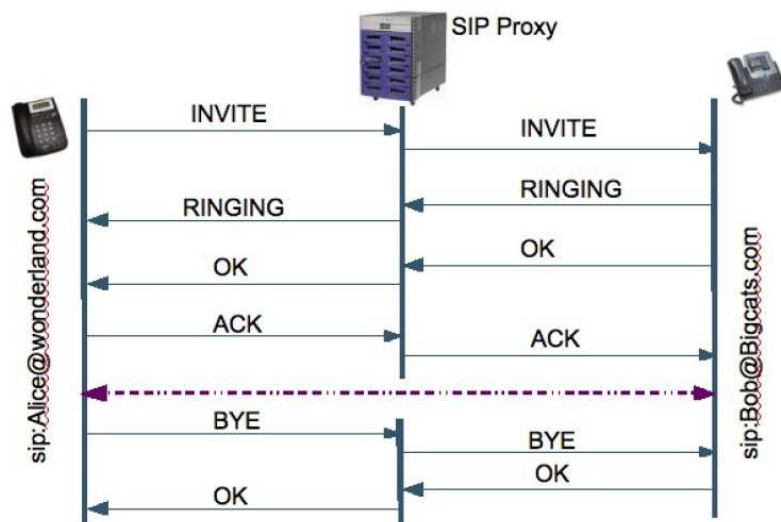 SIP Proxy
INVITE
INVITE
RINGING
RINGING
OK
OK
ACK
ACK
BYE
BYE
OK
OK
sip:Alice@wonderland.com
sip:Bob@Bigcats.com